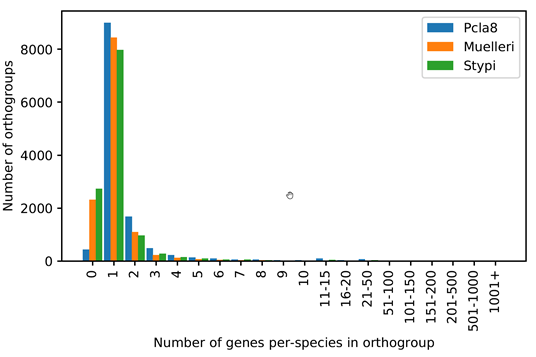 Pcla8
Muelleri
Stypi
Number of orthogroups
8000
6000
4000
2000
0
0 1 2 3 4 5 6 7 8 9 10 11-15 16-20 21-50 51-100 101-150 151-200 201-500 501-1000 1001+
Number of genes per-species in orthogroup